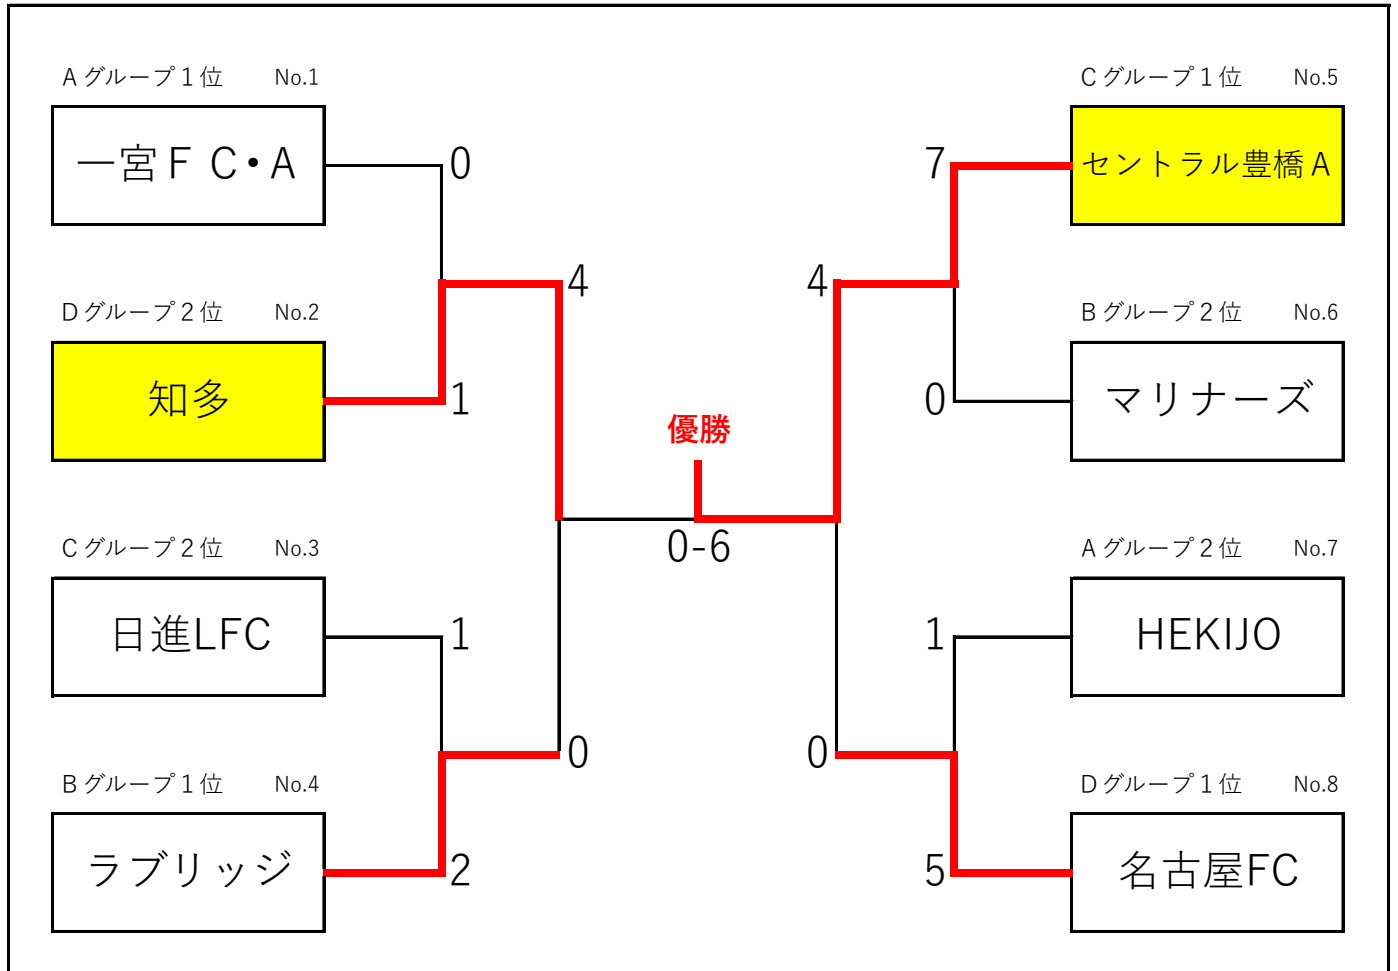 Aグループ1位 No.1
一宮FC・A
0
Dグループ2位 No.2
知多
1
4
Cグループ2位 No.3
日進LFC
1
Bグループ1位 No.4
ラブリッジ
2
0
優勝
0-6
Cグループ1位 No.5
セントラル豊橋A
7
Bグループ2位 No.6
マリナーズ
0
4
Aグループ2位 No.7
HEKIJO
1
Dグループ1位 No.8
名古屋FC
5
0